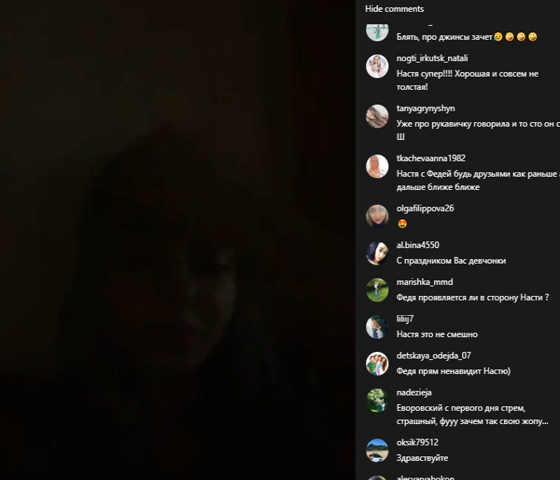 Hide comments
Блять, про джинсы зачет😥🤪🤪🤪
nogti_irkutsk_natali
Настя супер!!!! Хорошая и совсем не
толстая!
tanyagrynyshyn
Уже про рукавичку говорила и то сто он с
Ш
tkachevaanna1982
Настя с Федей будь друзьями как раньше
дальше ближе ближе
olgafilippova26
😍
al.bina4550
С праздником Вас девчонки
marishka_mmd
Федя проявляется ли в сторону Насти ?
liliij7
Настя это не смешно
detskaya_odejda_07
Федя прям ненавидит Настю)
nadezieja
Еворовский с первого дня стрем,
страшный, фууу зачем так свою жопу...
oksik79512
Здравствуйте